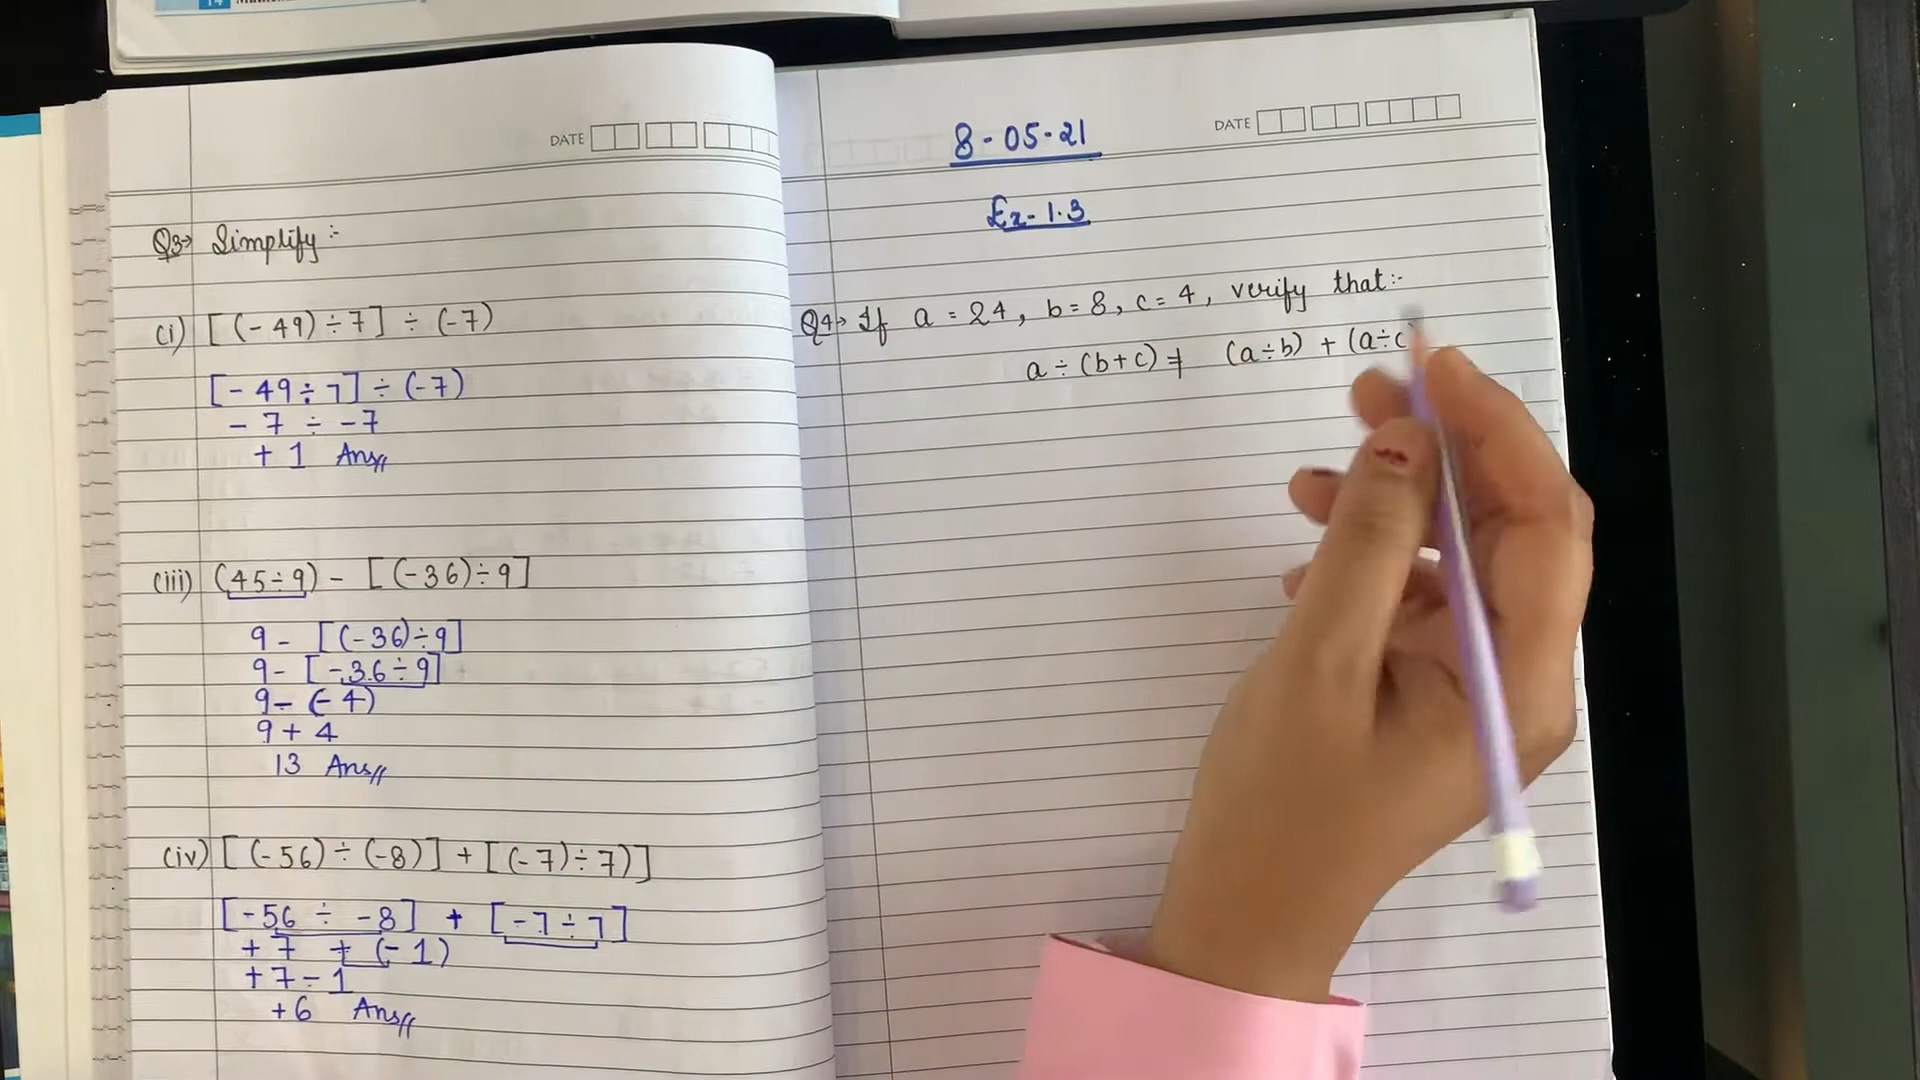 14
DATE
Q3→ Simplify :-
(i) [(-49) ÷ 7] ÷ (-7)
[-49 ÷ 7] ÷ (-7)
- 7 ÷ -7
+ 1 Ans
(iii) (45÷9) - [(-36) ÷ 9]
9 - [(-36) ÷ 9]
9 - [-36 ÷ 9]
9 - (-4)
9 + 4
13 Ans
(iv) [(-56) ÷ (-8)] + [(-7) ÷ 7)]
[-56 ÷ -8] + [-7 ÷ 7]
+ 7 + (-1)
+7 - 1
+6 Ans
DATE
8-05-21
Ex-1.3
Q4→ If a = 24, b = 8, c = 4, verify that:-
a ÷ (b+c) ≠ (a÷b) + (a÷c)